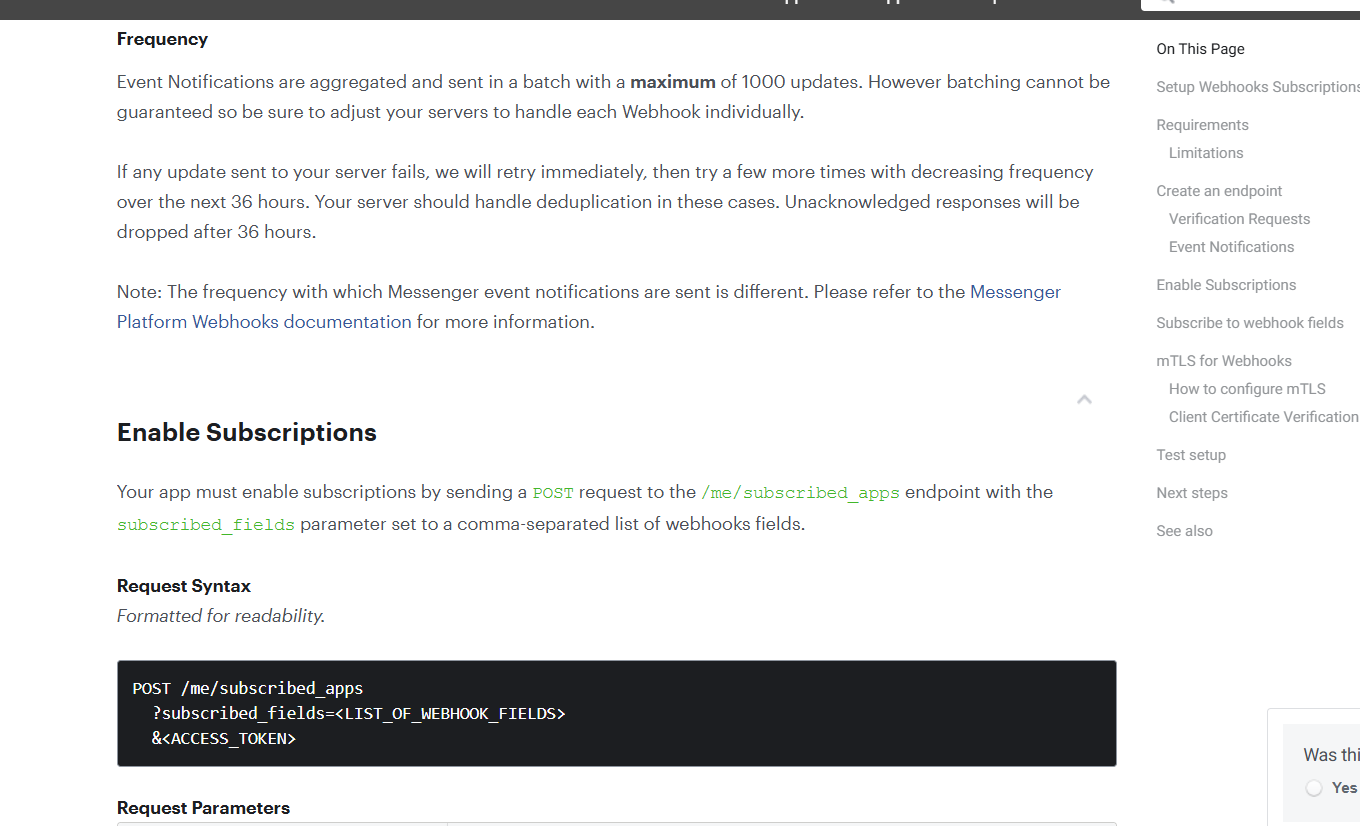 Frequency
Event Notifications are aggregated and sent in a batch with a maximum of 1000 updates. However batching cannot be
guaranteed so be sure to adjust your servers to handle each Webhook individually.
If any update sent to your server fails, we will retry immediately, then try a few more times with decreasing frequency
over the next 36 hours. Your server should handle deduplication in these cases. Unacknowledged responses will be
dropped after 36 hours.
Note: The frequency with which Messenger event notifications are sent is different. Please refer to the Messenger
Platform Webhooks documentation for more information.
Enable Subscriptions
Your app must enable subscriptions by sending a POST request to the /me/subscribed_apps endpoint with the
subscribed_fields parameter set to a comma-separated list of webhooks fields.
Request Syntax
Formatted for readability.
POST /me/subscribed_apps
?subscribed_fields=<LIST_OF_WEBHOOK_FIELDS>
&<ACCESS_TOKEN>
Request Parameters
On This Page
Setup Webhooks Subscriptions
Requirements
Limitations
Create an endpoint
Verification Requests
Event Notifications
Enable Subscriptions
Subscribe to webhook fields
mTLS for Webhooks
How to configure mTLS
Client Certificate Verification
Test setup
Next steps
See also
Was thi
Yes